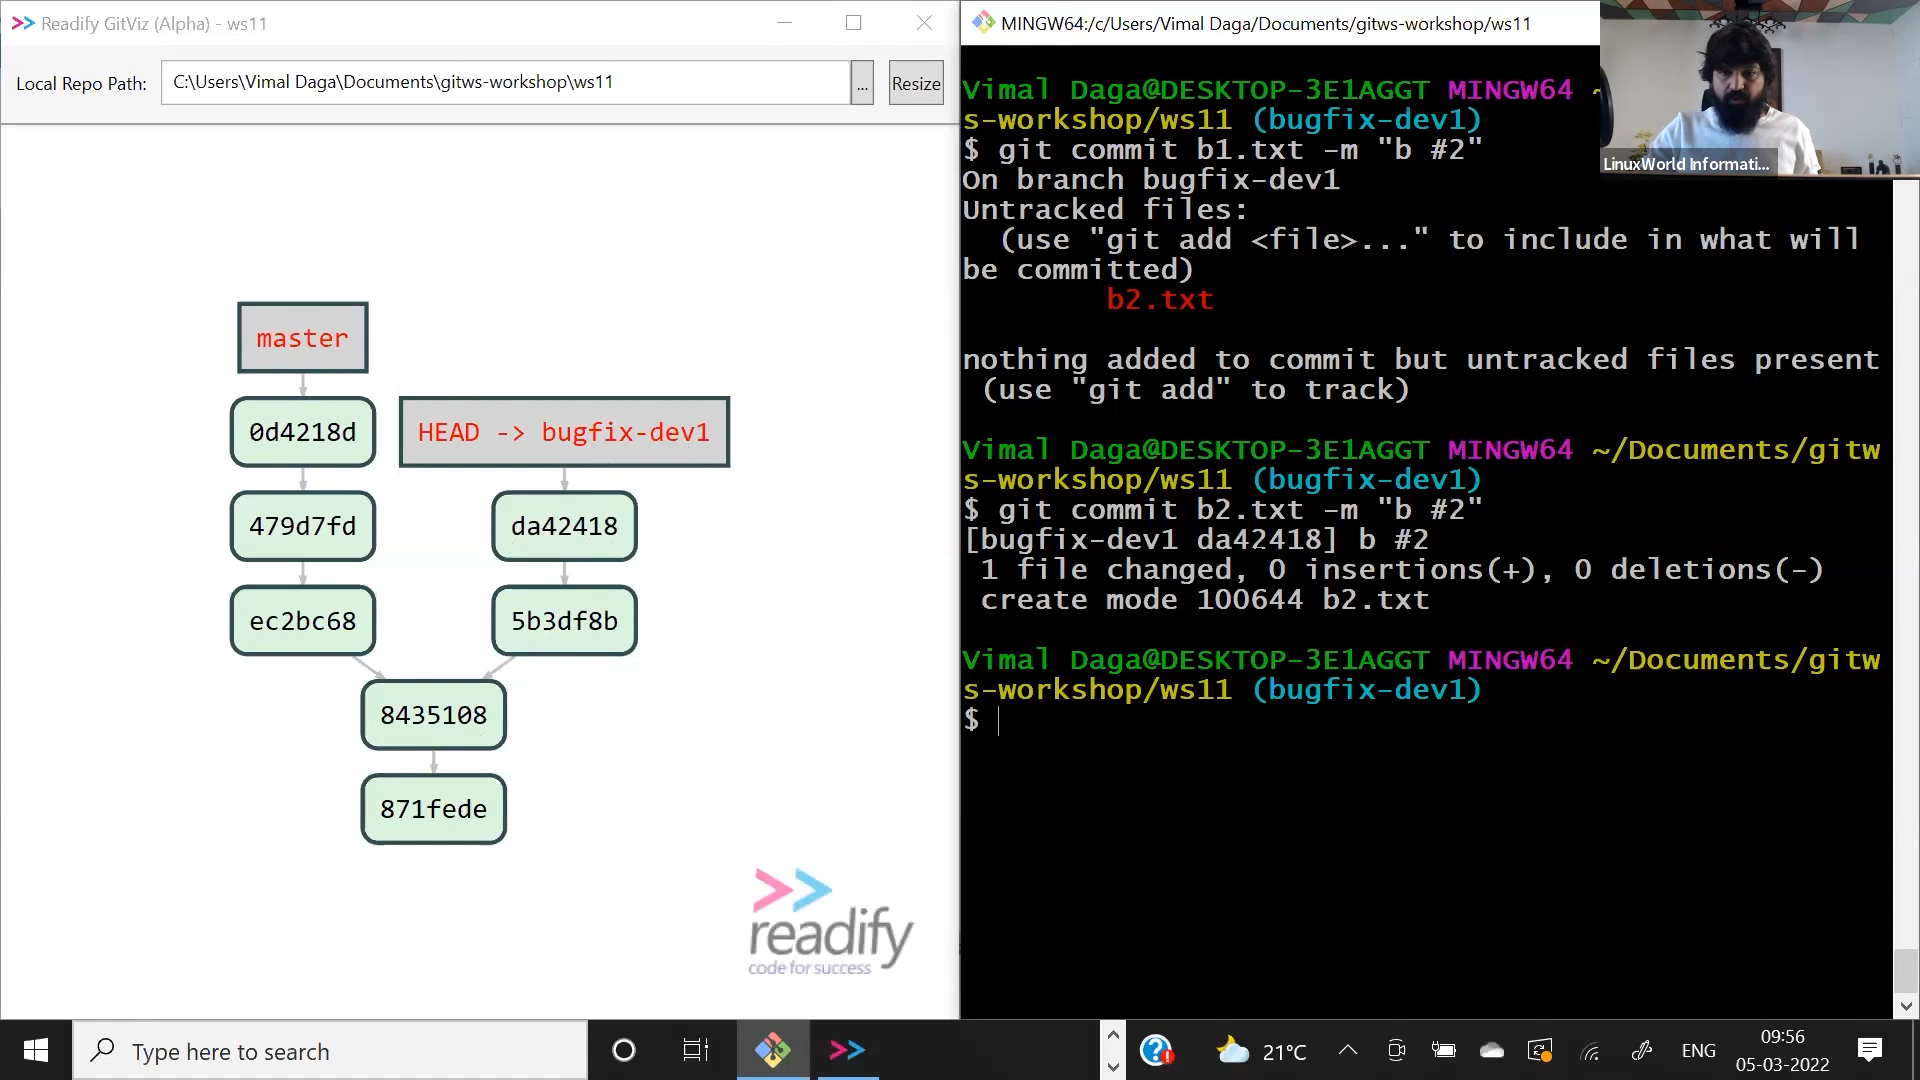 Readify GitViz (Alpha) - ws11
Local Repo Path:
C:\Users\Vimal Daga\Documents\gitws-workshop\ws11
...
Resize
master
0d4218d
HEAD -> bugfix-dev1
479d7fd
da42418
ec2bc68
5b3df8b
8435108
871fede
readify
code for success
MINGW64:/c/Users/Vimal Daga/Documents/gitws-workshop/ws11
Vimal Daga@DESKTOP-3E1AGGT MINGW64 ~
s-workshop/ws11 (bugfix-dev1)
$ git commit b1.txt -m "b #2"
On branch bugfix-dev1
Untracked files:
(use "git add <file>..." to include in what will
be committed)
b2.txt
nothing added to commit but untracked files present
(use "git add" to track)
Vimal Daga@DESKTOP-3E1AGGT MINGW64 ~/Documents/gitw
s-workshop/ws11 (bugfix-dev1)
$ git commit b2.txt -m "b #2"
[bugfix-dev1 da42418] b #2
1 file changed, 0 insertions(+), 0 deletions(-)
create mode 100644 b2.txt
Vimal Daga@DESKTOP-3E1AGGT MINGW64 ~/Documents/gitw
s-workshop/ws11 (bugfix-dev1)
$
LinuxWorld Informati...
Type here to search
21°C
ENG
09:56
05-03-2022